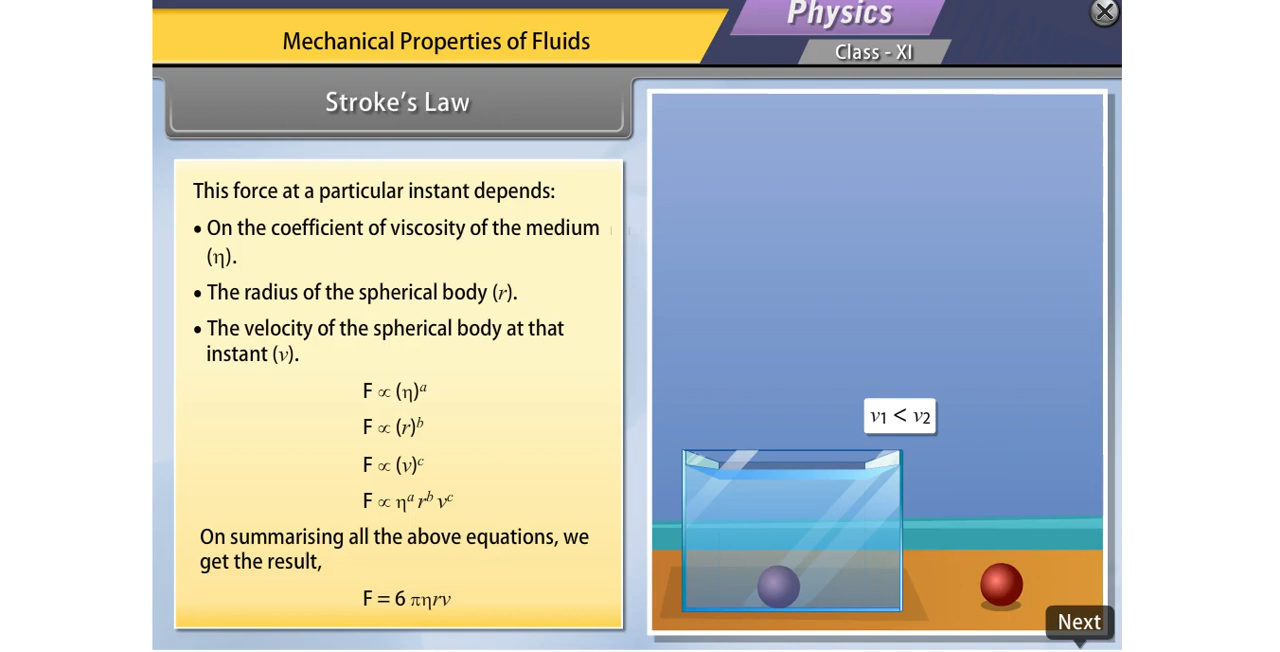 Physics
Mechanical Properties of Fluids
Class - XI
Stroke's Law
This force at a particular instant depends:
• On the coefficient of viscosity of the medium
(η).
• The radius of the spherical body (r).
• The velocity of the spherical body at that
instant (v).
F ∝ (η)ᵃ
F ∝ (r)ᵇ
F ∝ (v)ᶜ
F ∝ ηᵃ rᵇ vᶜ
On summarising all the above equations, we
get the result,
F = 6 πηrv
v₁ < v₂
Next